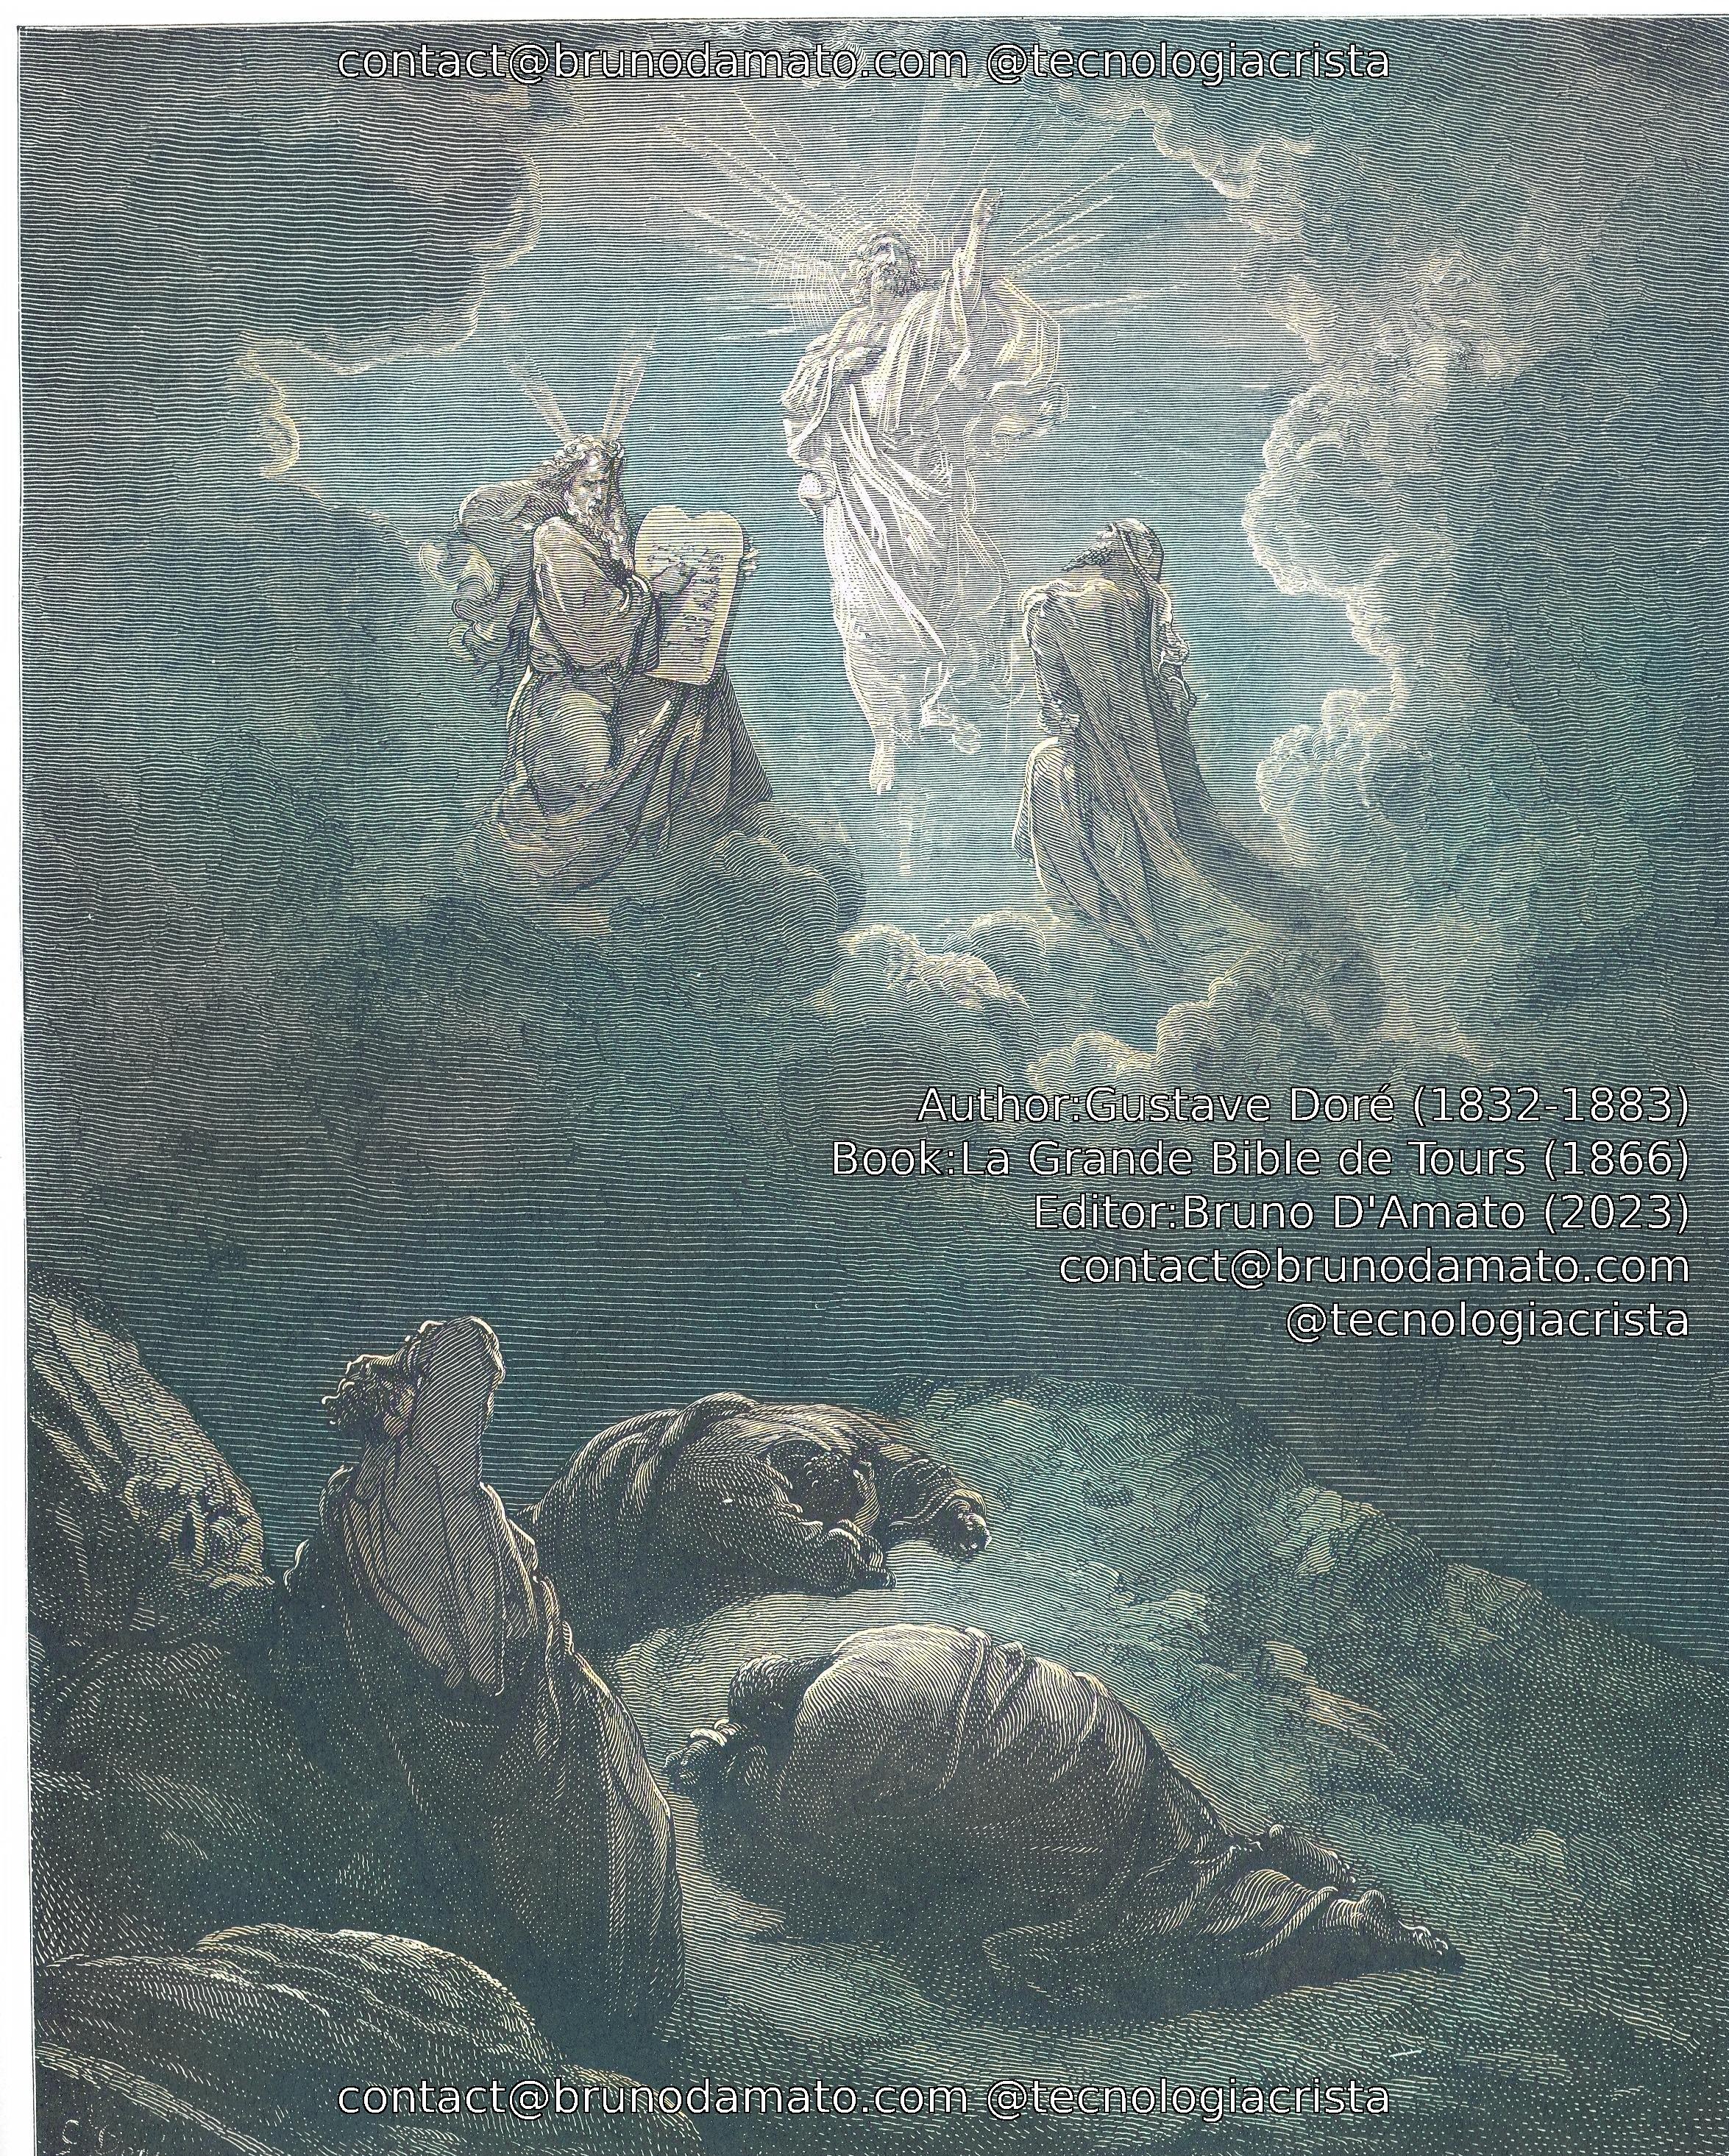 contact@brunodamato.com @tecnologiacrista
Author:Gustave Doré (1832-1883)
Book:La Grande Bible de Tours (1866)
Editor:Bruno D'Amato (2023)
contact@brunodamato.com
@tecnologiacrista
contact@brunodamato.com @tecnologiacrista